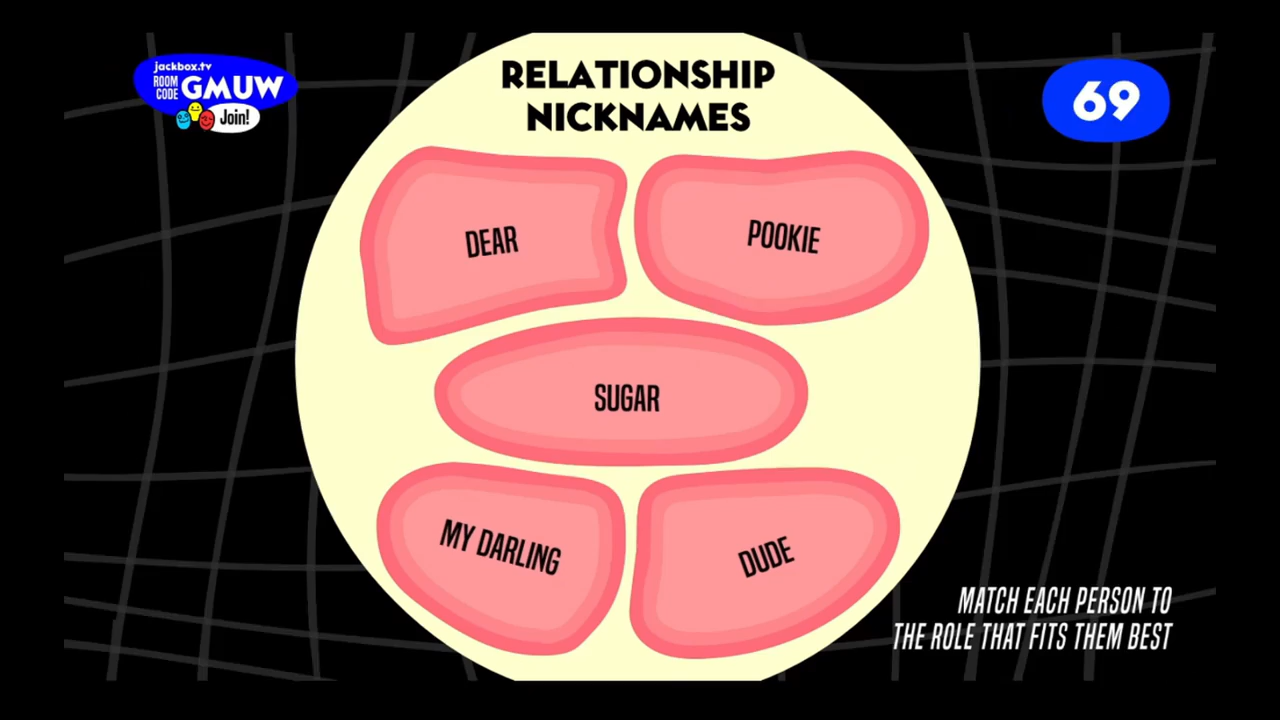 jackbox.tv
ROOM CODE GMUW
Join!
RELATIONSHIP
NICKNAMES
69
DEAR
POOKIE
SUGAR
MY DARLING
DUDE
MATCH EACH PERSON TO
THE ROLE THAT FITS THEM BEST